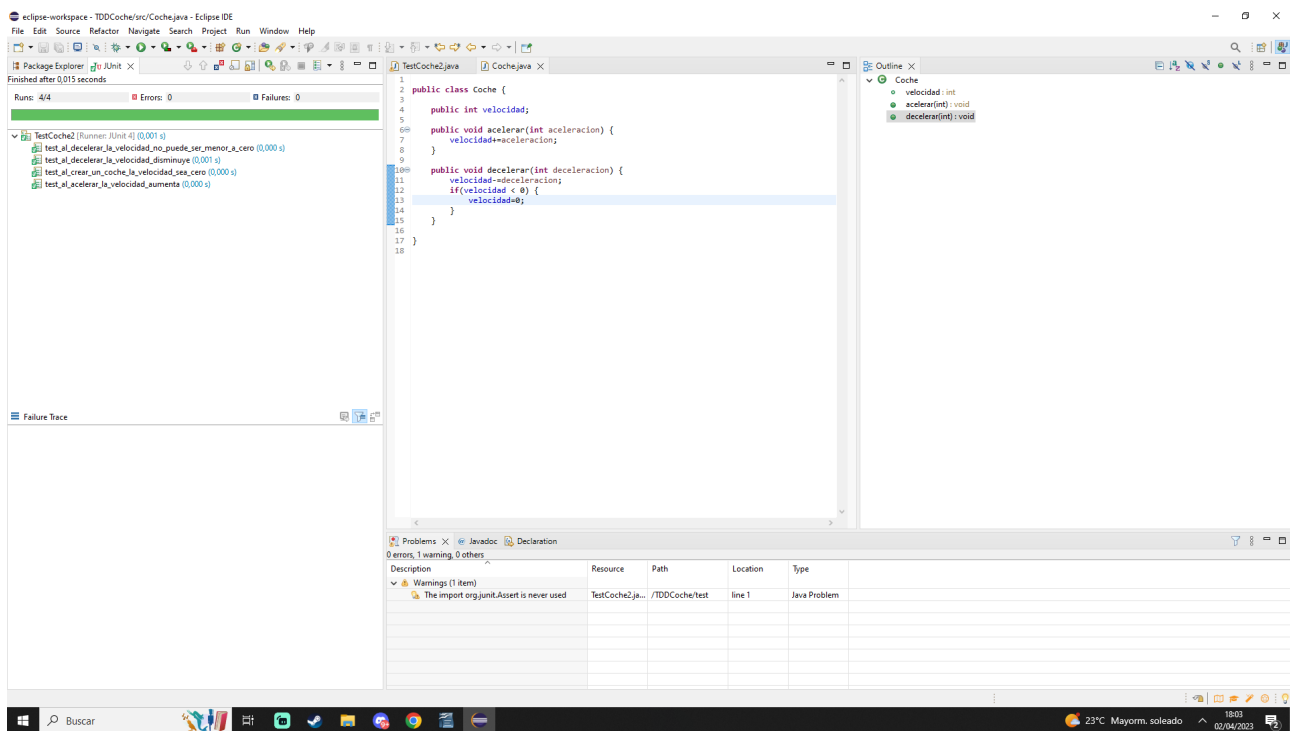 eclipse-workspace - TDDCoche/src/Coche.java - Eclipse IDE
File Edit Source Refactor Navigate Search Project Run Window Help
Package Explorer JUnit
Finished after 0,015 seconds
Runs: 4/4 Errors: 0 Failures: 0
TestCoche2 [Runner: JUnit 4] (0,001 s)
test_al_decelerar_la_velocidad_no_puede_ser_menor_a_cero (0,000 s)
test_al_decelerar_la_velocidad_disminuye (0,001 s)
test_al_crear_un_coche_la_velocidad_sea_cero (0,000 s)
test_al_acelerar_la_velocidad_aumenta (0,000 s)
Failure Trace
TestCoche2.java Coche.java
1
2 public class Coche {
3
4 public int velocidad;
5
6 public void acelerar(int aceleracion) {
7 velocidad+=aceleracion;
8 }
9
10 public void decelerar(int deceleracion) {
11 velocidad-=deceleracion;
12 if(velocidad < 0) {
13 velocidad=0;
14 }
15 }
16
17 }
18
Outline
Coche
velocidad : int
acelerar(int) : void
decelerar(int) : void
Problems Javadoc Declaration
0 errors, 1 warning, 0 others
Description Resource Path Location Type
Warnings (1 item)
The import org.junit.Assert is never used TestCoche2.ja... /TDDCoche/test line 1 Java Problem
Buscar
23°C Mayorm. soleado
18:03
02/04/2023
2